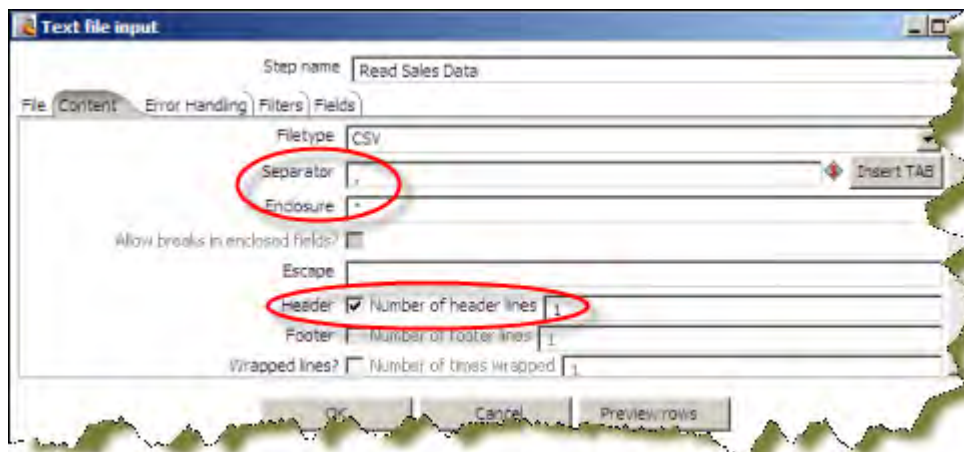 Text file input
Step name Read Sales Data
File Content Error Handling Filters Fields
Filetype CSV
Separator , Insert TAB
Enclosure "
Allow breaks in enclosed fields?
Escape
Header Number of header lines 1
Footer Number of footer lines 1
Wrapped lines? Number of times wrapped 1
OK Cancel Preview rows